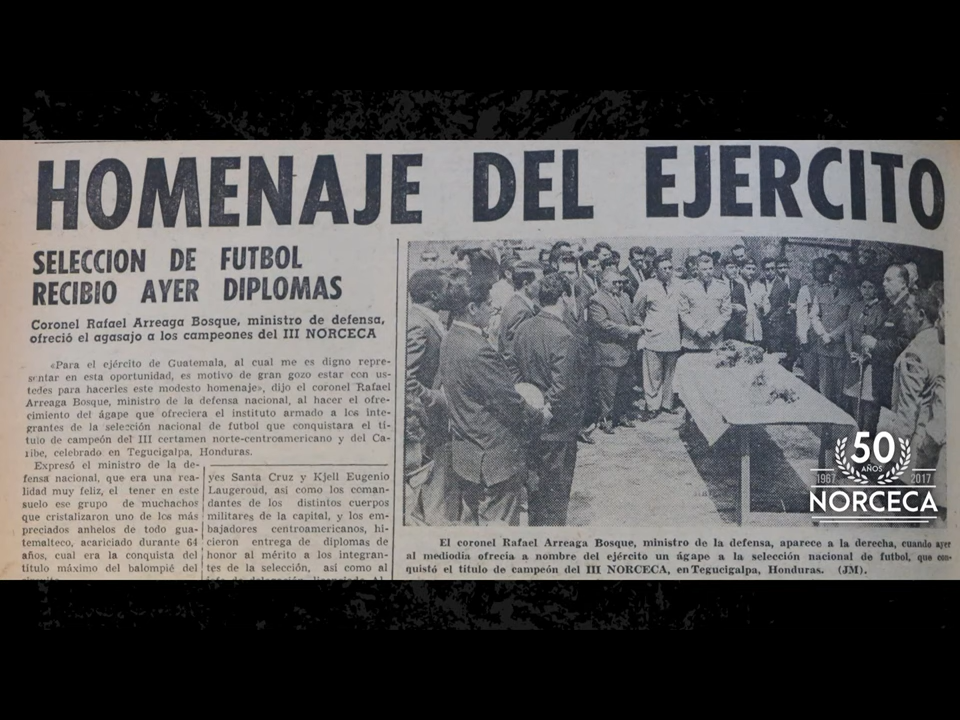 HOMENAJE DEL EJERCITO
SELECCION DE FUTBOL
RECIBIO AYER DIPLOMAS
Coronel Rafael Arreaga Bosque, ministro de defensa,
ofreció el agasajo a los campeones del III NORCECA
«Para el ejército de Guatemala, al cual me es digno repre-
sentar en esta oportunidad, es motivo de gran gozo estar con us-
tedes para hacerles este modesto homenaje», dijo el coronel Rafael
Arreaga Bosque, ministro de la defensa nacional, al hacer el ofre-
cimiento del ágape que ofreciera el instituto armado a los inte-
grantes de la selección nacional de futbol que conquistara el tí-
tulo de campeón del III certamen norte-centroamericano y del Ca-
ribe, celebrado en Tegucigalpa, Honduras.
Expresó el ministro de la de-
fensa nacional, que era una rea-
lidad muy feliz, el tener en este
suelo ese grupo de muchachos
que cristalizaron uno de los más
preciados anhelos de todo gua-
temalteco, acariciado durante 64
años, cual era la conquista del
título máximo del balompié del
yes Santa Cruz y Kjell Eugenio
Laugeroud, así como los coman-
dantes de los distintos cuerpos
militares de la capital, y los em-
bajadores centroamericanos, hi-
cieron entrega de diplomas de
honor al mérito a los integran-
tes de la selección, así como al
El coronel Rafael Arreaga Bosque, ministro de la defensa, aparece a la derecha, cuando ayer
al mediodía ofrecía a nombre del ejército un ágape a la selección nacional de futbol, que con-
quistó el título de campeón del III NORCECA, en Tegucigalpa, Honduras. (JM).
50
AÑOS
1967 2017
NORCECA